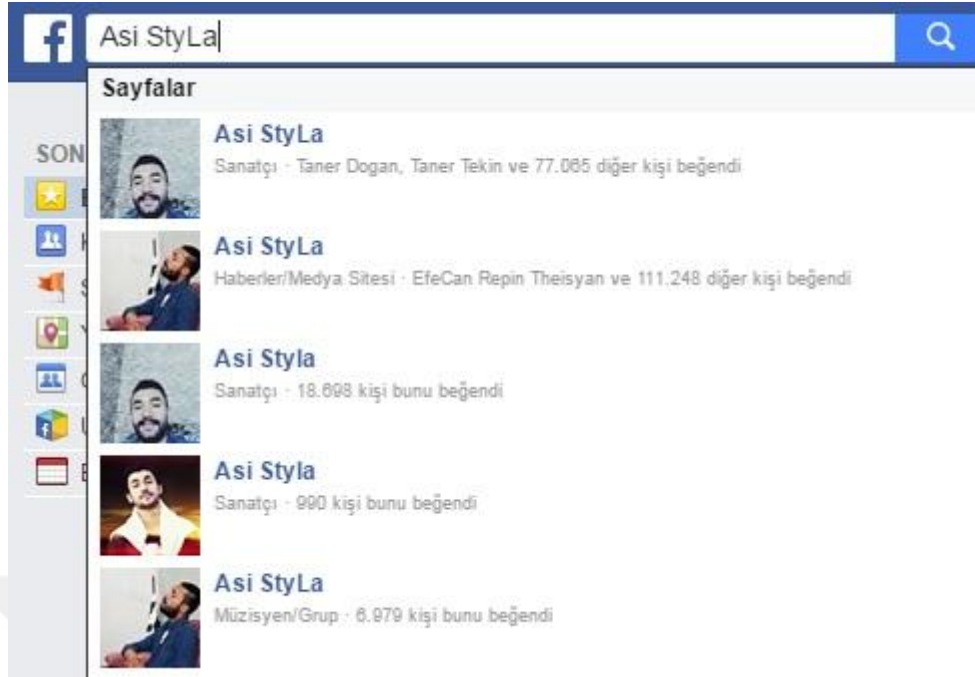 f
Asi StyLa
Sayfalar
Asi StyLa
Sanatçı · Taner Dogan, Taner Tekin ve 77.065 diğer kişi beğendi
SON
Asi StyLa
Haberler/Medya Sitesi · EfeCan Repin Theisyan ve 111.248 diğer kişi beğendi
Asi Styla
Sanatçı · 18.698 kişi bunu beğendi
Asi Styla
Sanatçı · 990 kişi bunu beğendi
Asi StyLa
Müzisyen/Grup · 6.979 kişi bunu beğendi